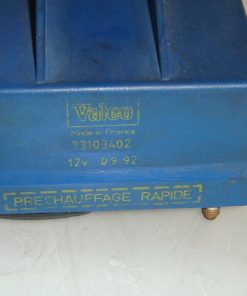 Valeo
Made in France
73103402
12v 09.92
PRECHAUFFAGE RAPIDE